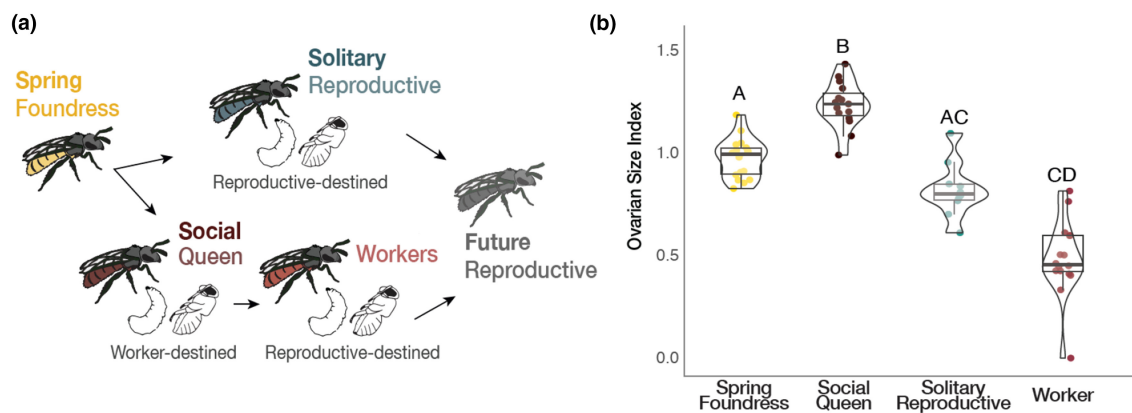 (a)
Spring
Foundress
Solitary
Reproductive
Reproductive-destined
Social
Queen
Worker-destined
Workers
Reproductive-destined
Future
Reproductive
(b)
Ovarian Size Index
1.5
1.0
0.5
0.0
A
B
AC
CD
Spring
Foundress
Social
Queen
Solitary
Reproductive
Worker